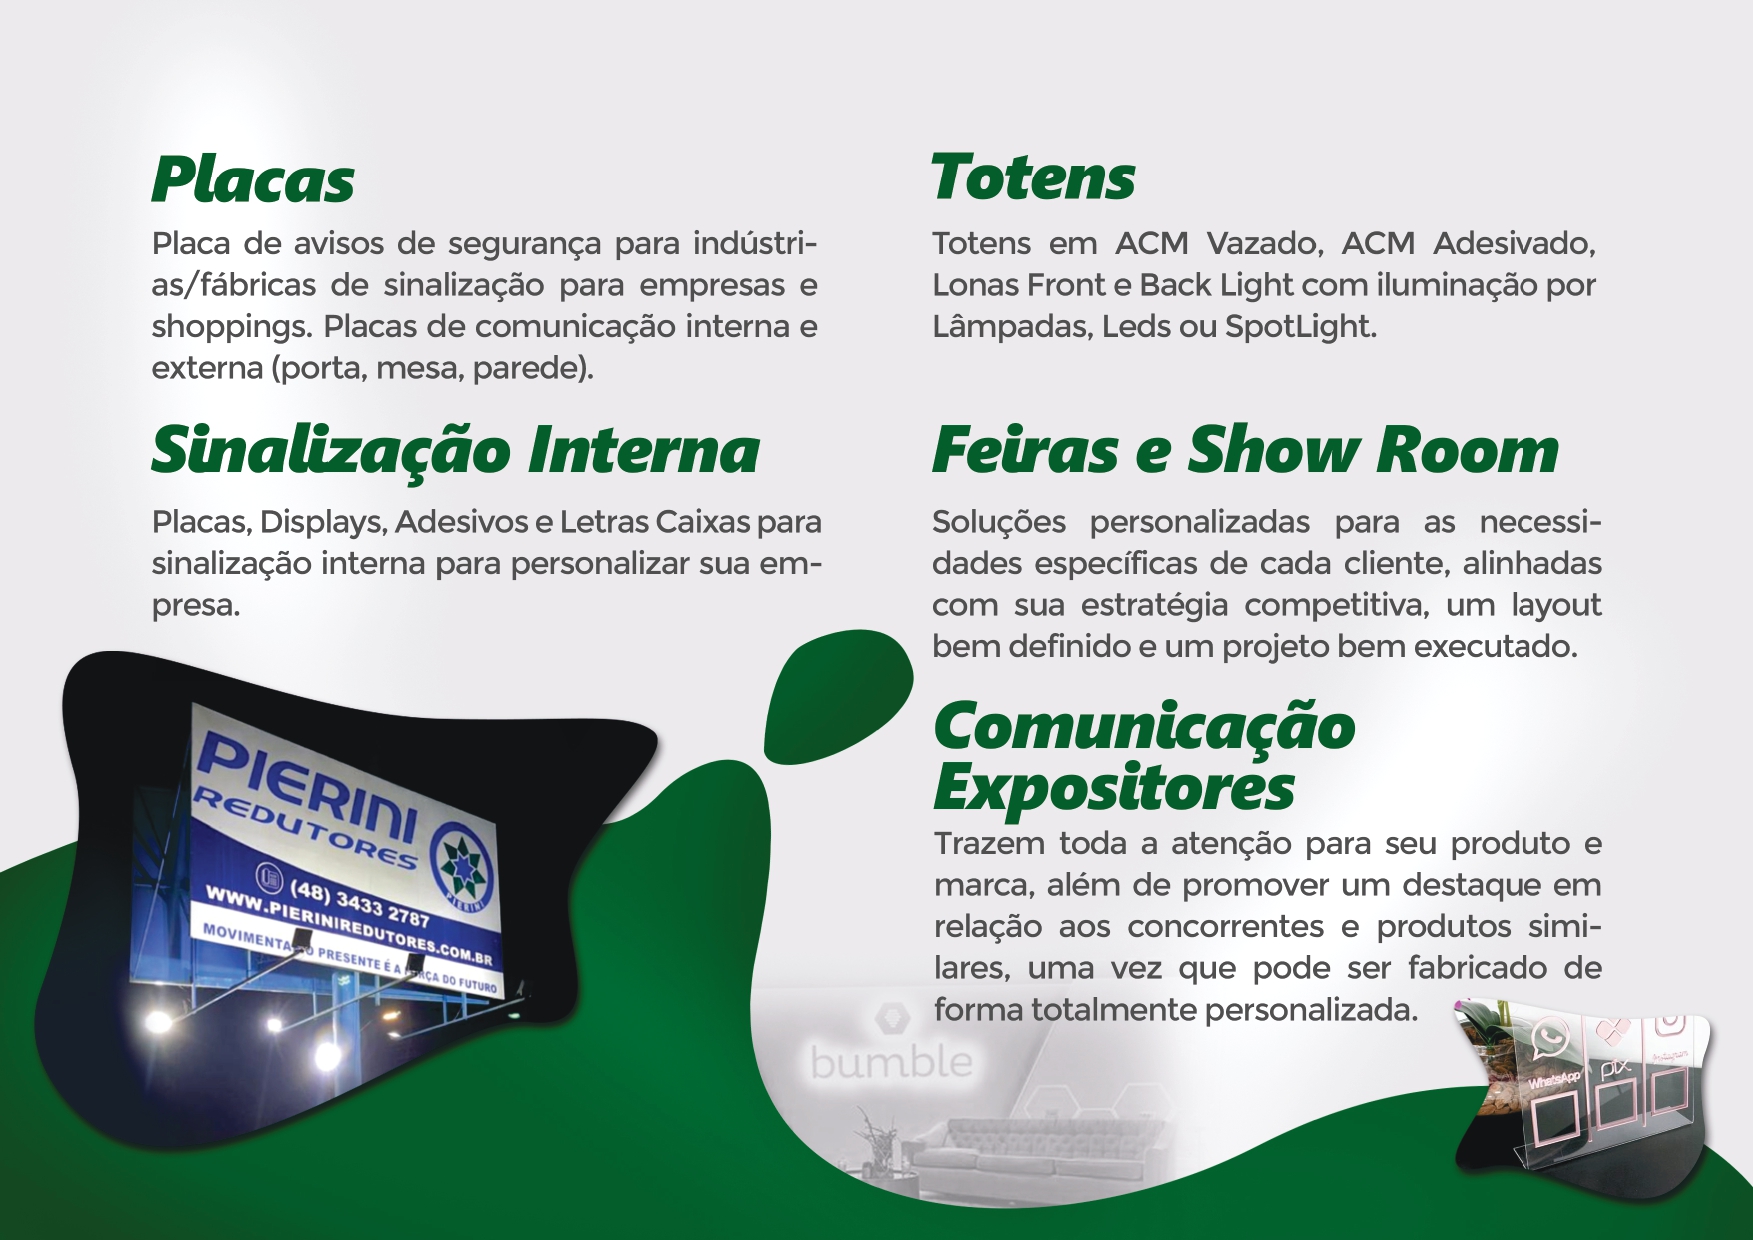 Placas
Placa de avisos de segurança para indústri-
as/fábricas de sinalização para empresas e
shoppings. Placas de comunicação interna e
externa (porta, mesa, parede).
Sinalização Interna
Placas, Displays, Adesivos e Letras Caixas para
sinalização interna para personalizar sua em-
presa.
Totens
Totens em ACM Vazado, ACM Adesivado,
Lonas Front e Back Light com iluminação por
Lâmpadas, Leds ou SpotLight.
Feiras e Show Room
Soluções personalizadas para as necessi-
dades específicas de cada cliente, alinhadas
com sua estratégia competitiva, um layout
bem definido e um projeto bem executado.
Comunicação
Expositores
Trazem toda a atenção para seu produto e
marca, além de promover um destaque em
relação aos concorrentes e produtos simi-
lares, uma vez que pode ser fabricado de
forma totalmente personalizada.
PIERINI
REDUTORES
PIERINI
(48) 3433 2787
WWW.PIERINIREDUTORES.COM.BR
PRESENTE É A DO FUTURO
bumble
WhatsApp
pix
Instagram